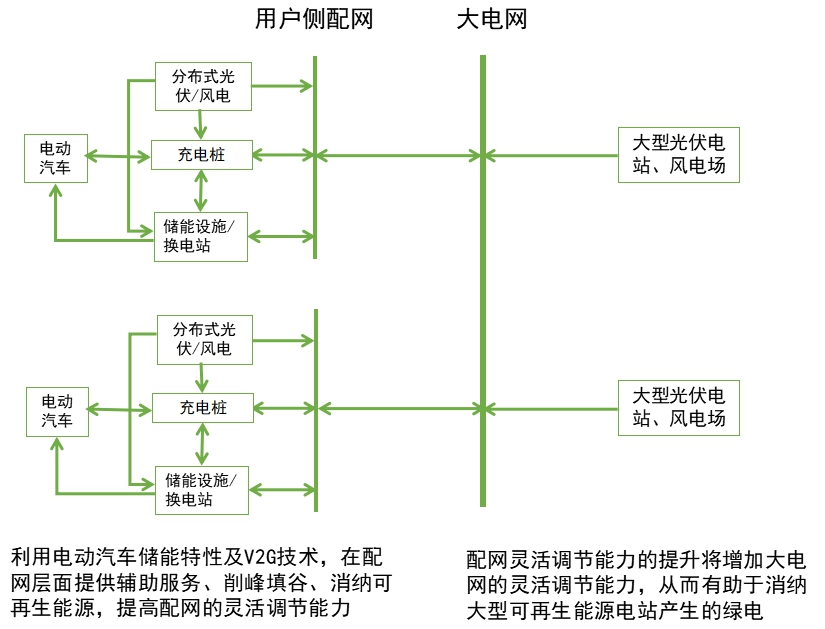 用户侧配网
大电网
分布式光
伏/风电
电动
汽车
充电桩
储能设施/
换电站
大型光伏电
站、风电场
分布式光
伏/风电
电动
汽车
充电桩
储能设施/
换电站
大型光伏电
站、风电场
利用电动汽车储能特性及V2G技术，在配
网层面提供辅助服务、削峰填谷、消纳可
再生能源，提高配网的灵活调节能力
配网灵活调节能力的提升将增加大电
网的灵活调节能力，从而有助于消纳
大型可再生能源电站产生的绿电